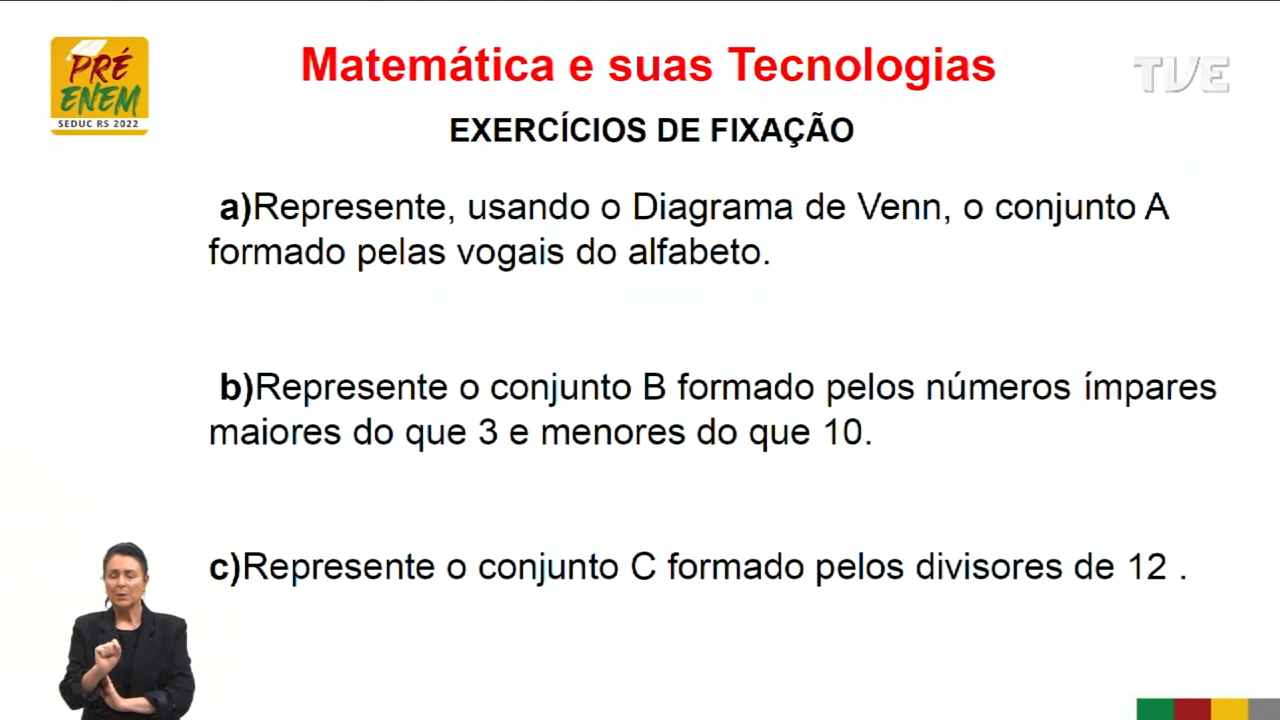 PRÉ
ENEM
SEDUC RS 2022
Matemática e suas Tecnologias
TVE
EXERCÍCIOS DE FIXAÇÃO
a)Represente, usando o Diagrama de Venn, o conjunto A
formado pelas vogais do alfabeto.
b)Represente o conjunto B formado pelos números ímpares
maiores do que 3 e menores do que 10.
c)Represente o conjunto C formado pelos divisores de 12 .